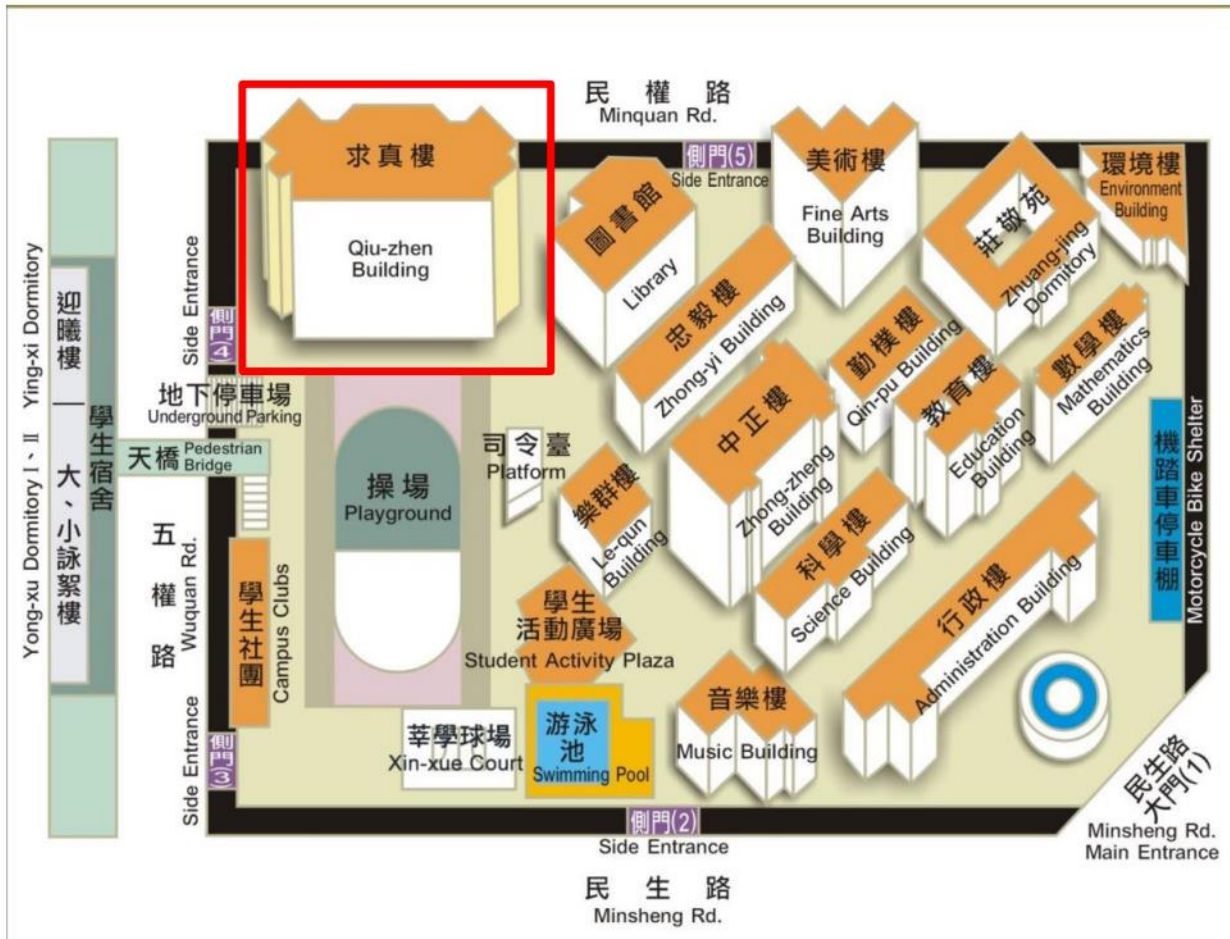 民權路
Minquan Rd.
求真樓
Qiu-zhen
Building
側門(5)
Side Entrance
圖書館
Library
美術樓
Fine Arts
Building
莊敬苑
Zhuang-jing
Dormitory
環境樓
Environment
Building
忠毅樓
Zhong-yi Building
勤樸樓
Qin-pu Building
教育樓
Education
Building
數學樓
Mathematics
Building
中正樓
Zhong-zheng
Building
科學樓
Science Building
行政樓
Administration Building
機踏車停車棚
Motorcycle Bike Shelter
Side Entrance
側門(4)
地下停車場
Underground Parking
天橋
Pedestrian
Bridge
Yong-xu Dormitory I、II Ying-xi Dormitory
迎曦樓
大、小詠絮樓
學生宿舍
五權路
Wuquan Rd.
學生社團
Campus Clubs
操場
Playground
司令臺
Platform
樂群樓
Le-qun
Building
學生
活動廣場
Student Activity Plaza
莘學球場
Xin-xue Court
游泳
池
Swimming Pool
音樂樓
Music Building
Side Entrance
側門(3)
側門(2)
Side Entrance
民生路
Minsheng Rd.
民生路
大門(1)
Minsheng Rd.
Main Entrance